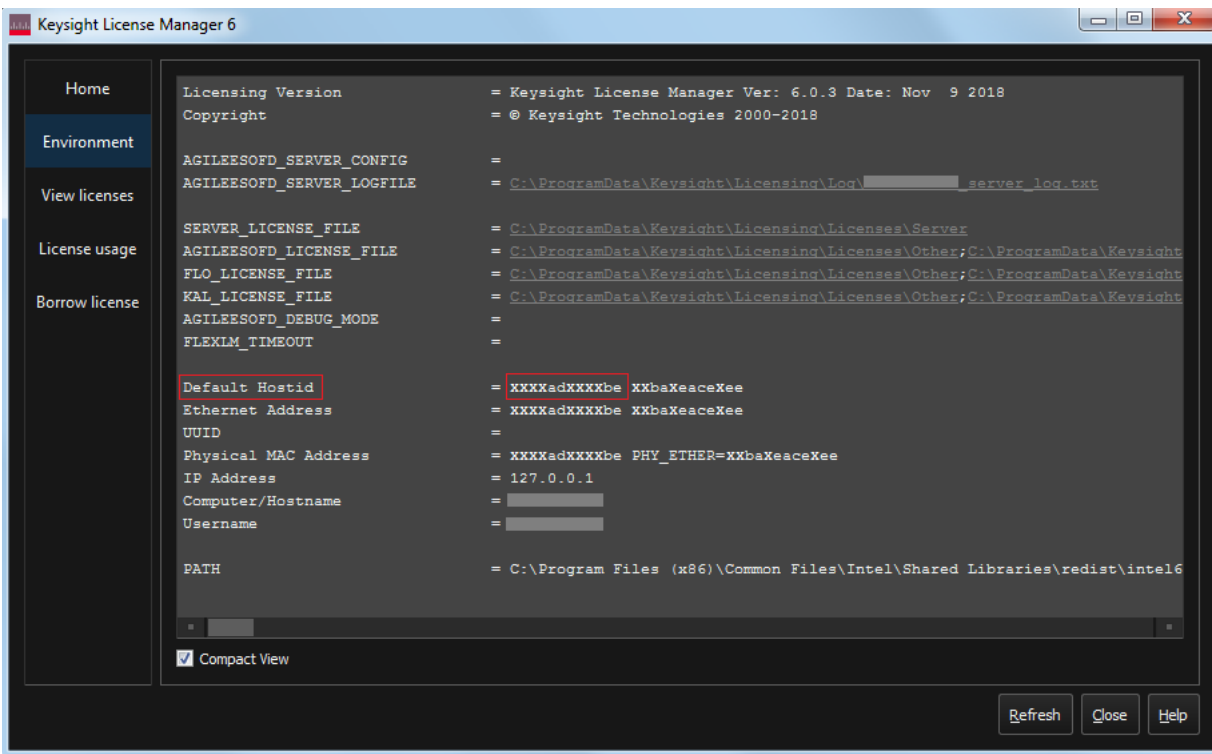 Keysight License Manager 6
Home
Environment
View licenses
License usage
Borrow license
Licensing Version = Keysight License Manager Ver: 6.0.3 Date: Nov 9 2018
Copyright = © Keysight Technologies 2000-2018
AGILEESOFD_SERVER_CONFIG =
AGILEESOFD_SERVER_LOGFILE = C:\ProgramData\Keysight\Licensing\Log\ _server_log.txt
SERVER_LICENSE_FILE = C:\ProgramData\Keysight\Licensing\Licenses\Server
AGILEESOFD_LICENSE_FILE = C:\ProgramData\Keysight\Licensing\Licenses\Other;C:\ProgramData\Keysight
FLO_LICENSE_FILE = C:\ProgramData\Keysight\Licensing\Licenses\Other;C:\ProgramData\Keysight
KAL_LICENSE_FILE = C:\ProgramData\Keysight\Licensing\Licenses\Other;C:\ProgramData\Keysight
AGILEESOFD_DEBUG_MODE =
FLEXLM_TIMEOUT =
Default Hostid = XXXXadXXXXbe XXbaXeaceXee
Ethernet Address = XXXXadXXXXbe XXbaXeaceXee
UUID =
Physical MAC Address = XXXXadXXXXbe PHY_ETHER=XXbaXeaceXee
IP Address = 127.0.0.1
Computer/Hostname =
Username =
PATH = C:\Program Files (x86)\Common Files\Intel\Shared Libraries\redist\intel6
Compact View
Refresh
Close
Help